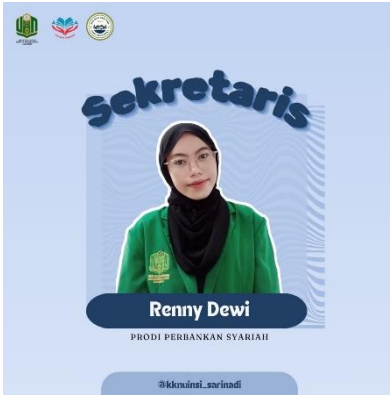 Sekretaris
Renny Dewi
PRODI PERBANKAN SYARIAH
@kknuinsi_sarinadi